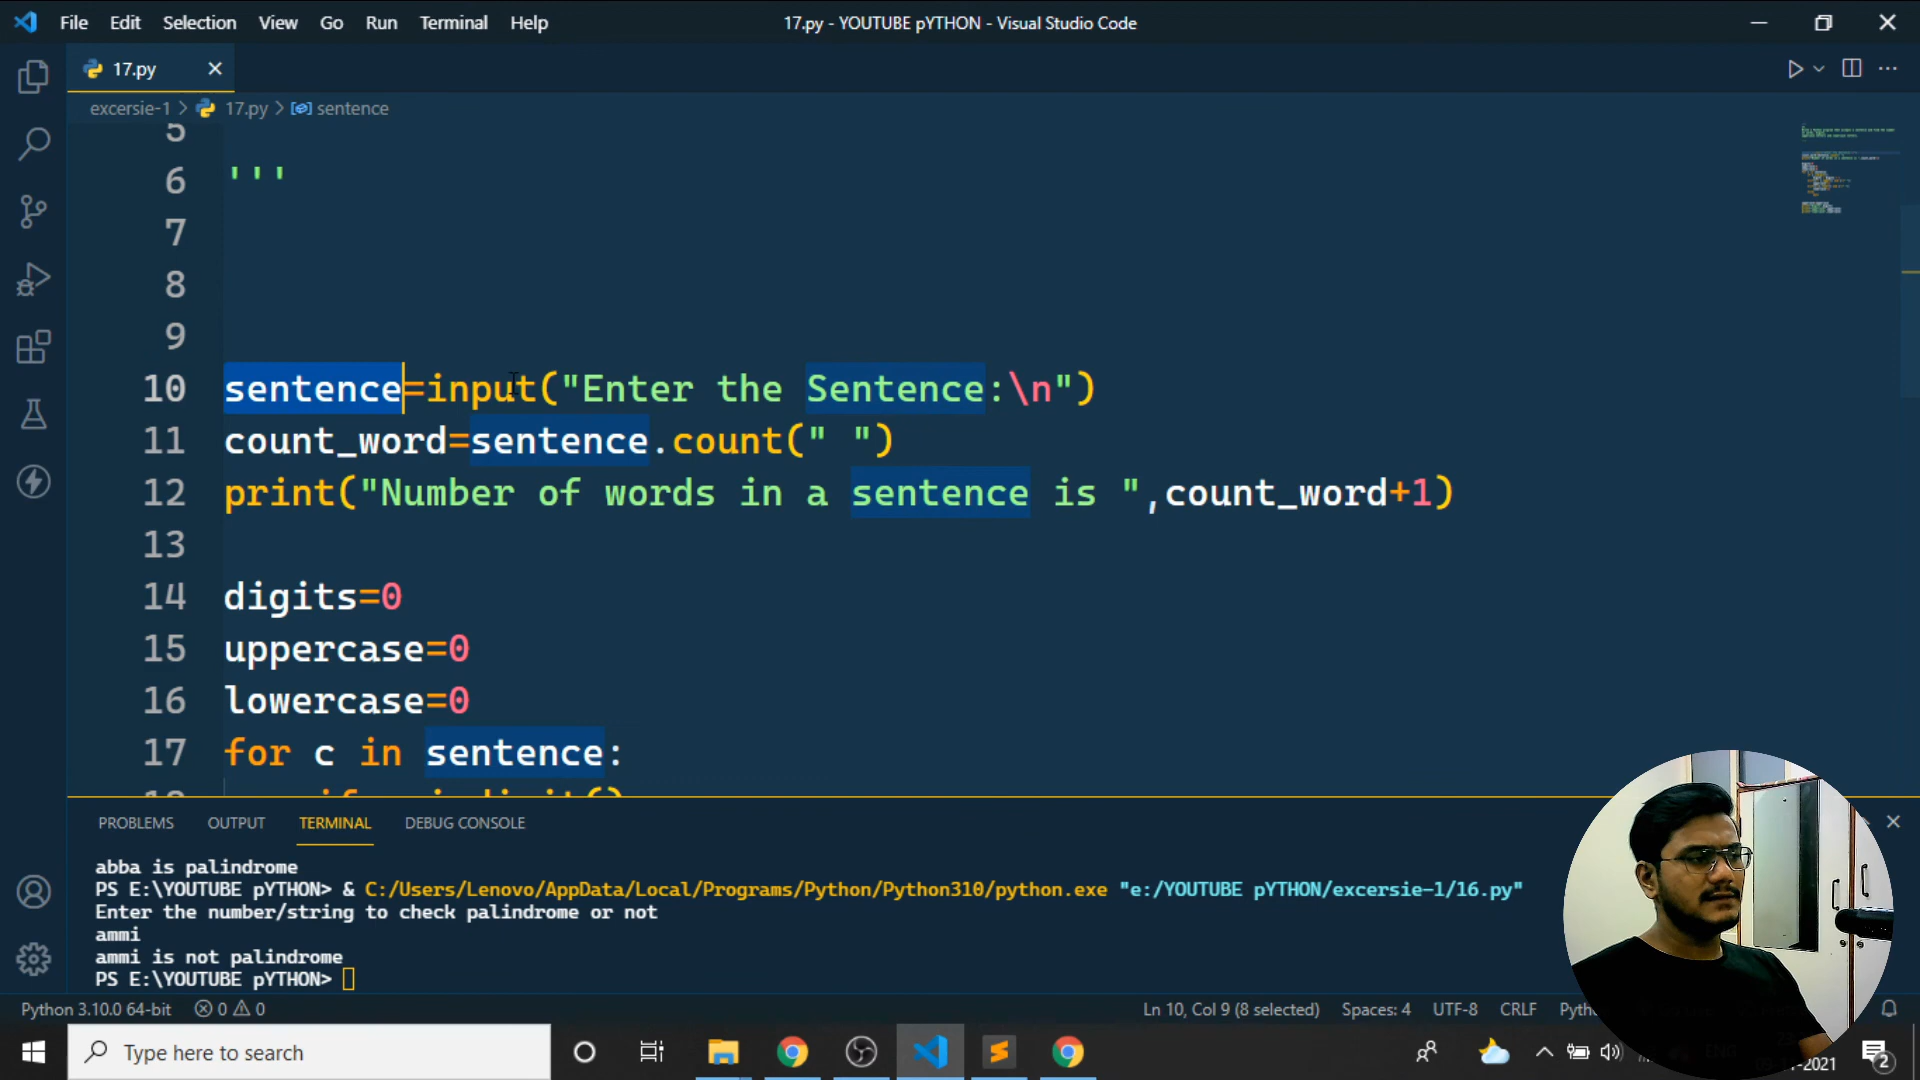 File Edit Selection View Go Run Terminal Help
17.py - YOUTUBE pYTHON - Visual Studio Code
17.py
excersie-1 > 17.py > sentence
5
6 '''
7
8
9
10 sentence=input("Enter the Sentence:\n")
11 count_word=sentence.count(" ")
12 print("Number of words in a sentence is ",count_word+1)
13
14 digits=0
15 uppercase=0
16 lowercase=0
17 for c in sentence:
PROBLEMS OUTPUT TERMINAL DEBUG CONSOLE
abba is palindrome
PS E:\YOUTUBE pYTHON> & C:/Users/Lenovo/AppData/Local/Programs/Python/Python310/python.exe "e:/YOUTUBE pYTHON/excersie-1/16.py"
Enter the number/string to check palindrome or not
ammi
ammi is not palindrome
PS E:\YOUTUBE pYTHON>
Python 3.10.0 64-bit 0 0 Ln 10, Col 9 (8 selected) Spaces: 4 UTF-8 CRLF
Type here to search
2